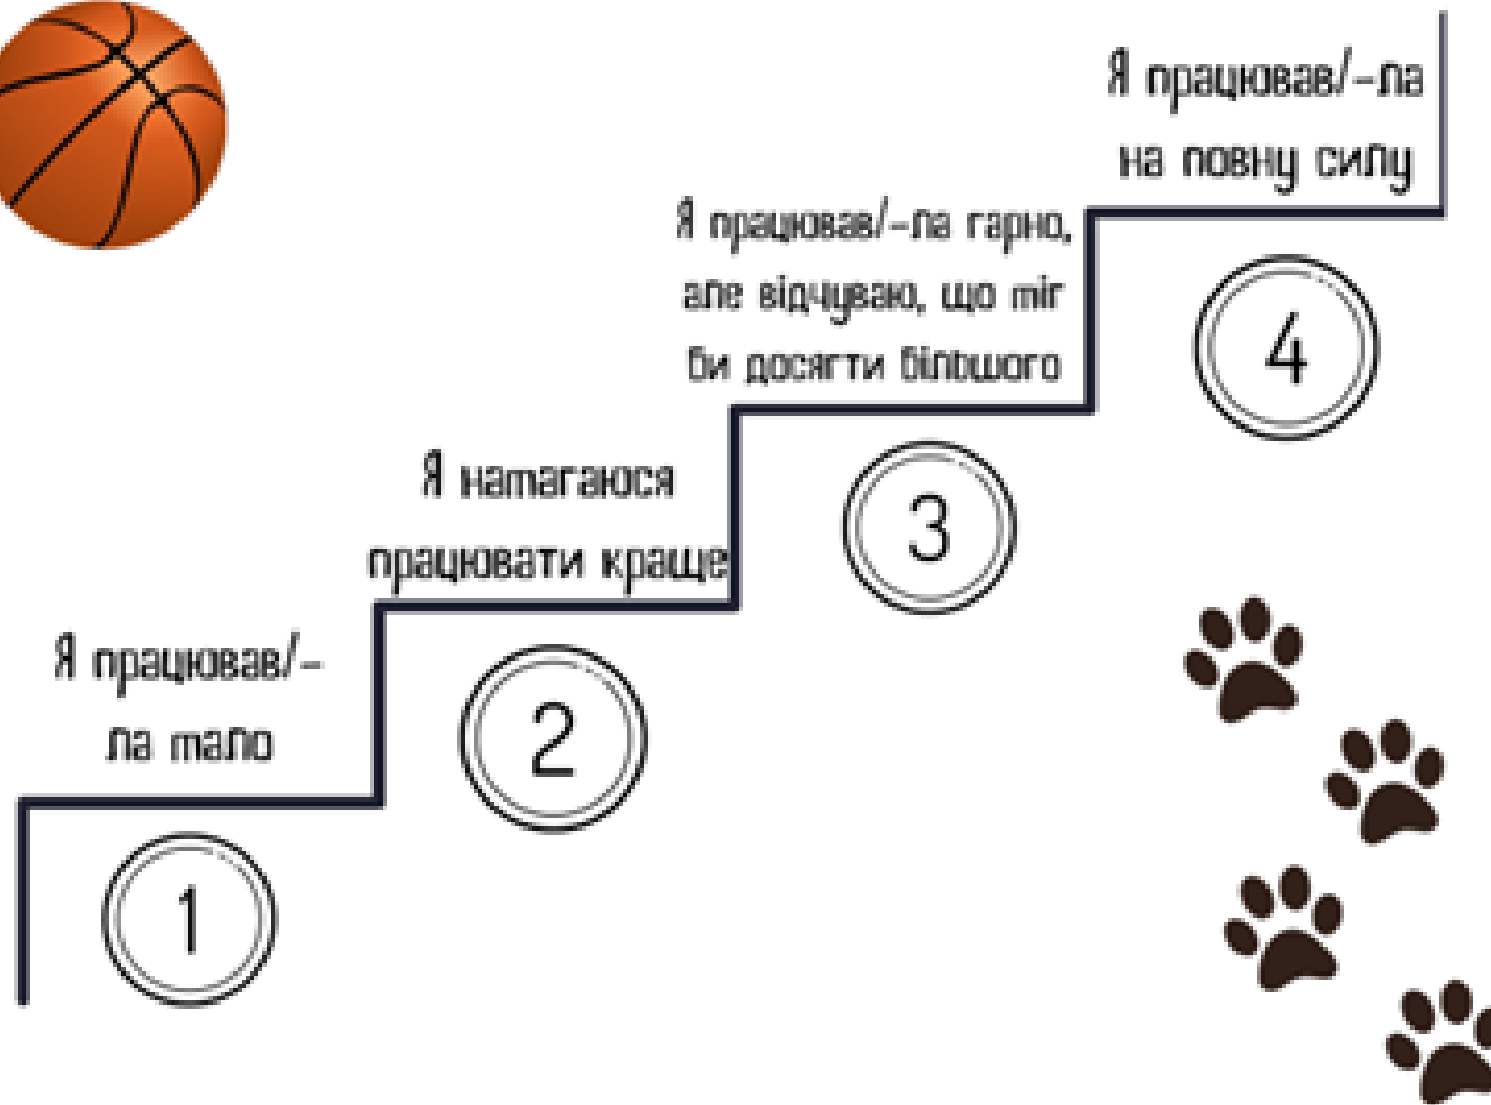 Я працював/-ла
на повну силу
Я працював/-ла гарно,
але відчуваю, що міг
би досягти більшого
4
Я намагаюся
працювати краще
3
Я працював/-
ла мало
2
1